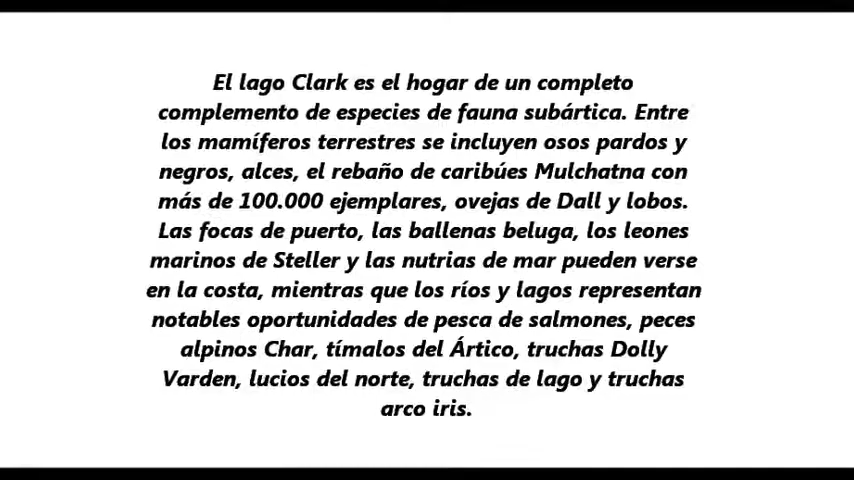 El lago Clark es el hogar de un completo
complemento de especies de fauna subártica. Entre
los mamíferos terrestres se incluyen osos pardos y
negros, alces, el rebaño de caribúes Mulchatna con
más de 100.000 ejemplares, ovejas de Dall y lobos.
Las focas de puerto, las ballenas beluga, los leones
marinos de Steller y las nutrias de mar pueden verse
en la costa, mientras que los ríos y lagos representan
notables oportunidades de pesca de salmones, peces
alpinos Char, tímalos del Ártico, truchas Dolly
Varden, lucios del norte, truchas de lago y truchas
arco iris.